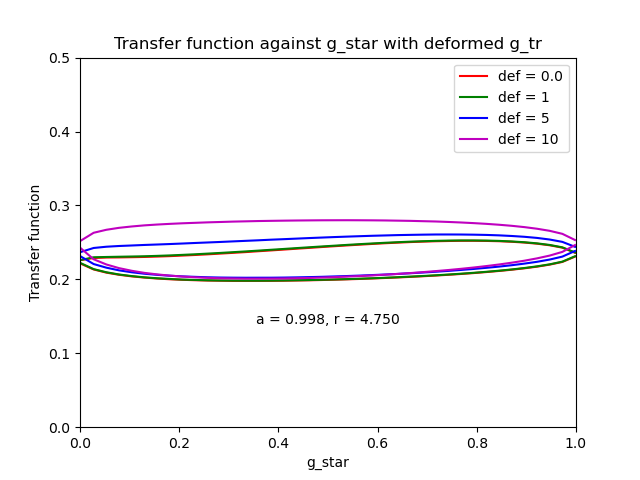 Transfer function against g_star with deformed g_tr
def = 0.0
def = 1
def = 5
def = 10
Transfer function
0.5
0.4
0.3
0.2
0.1
0.0
a = 0.998, r = 4.750
0.0 0.2 0.4 0.6 0.8 1.0
g_star